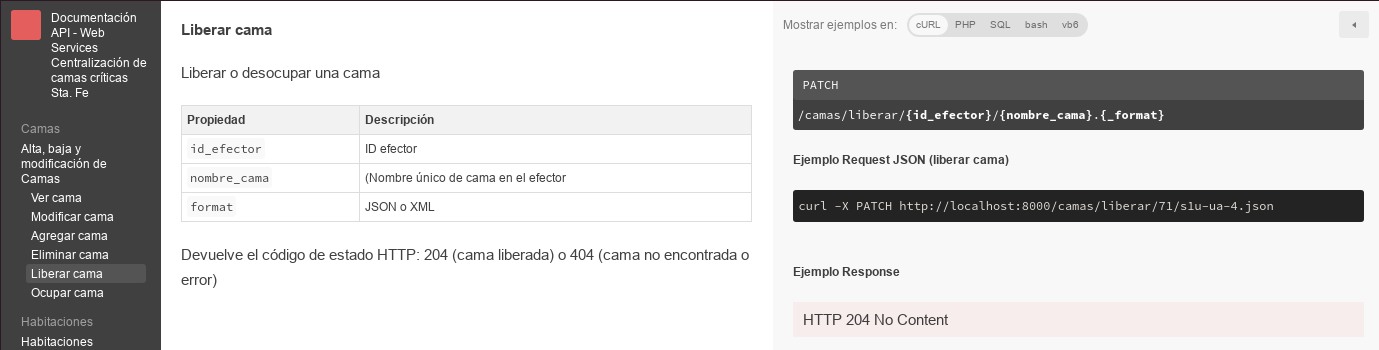 Documentación
API - Web
Services
Centralización de
camas críticas
Sta. Fe
Camas
Alta, baja y
modificación de
Camas
Ver cama
Modificar cama
Agregar cama
Eliminar cama
Liberar cama
Ocupar cama
Habitaciones
Habitaciones
Liberar cama
Liberar o desocupar una cama
Propiedad Descripción
id_efector ID efector
nombre_cama (Nombre único de cama en el efector
format JSON o XML
Devuelve el código de estado HTTP: 204 (cama liberada) o 404 (cama no encontrada o
error)
Mostrar ejemplos en: cURL PHP SQL bash vb6
PATCH
/camas/liberar/{id_efector}/{nombre_cama}.{_format}
Ejemplo Request JSON (liberar cama)
curl -X PATCH http://localhost:8000/camas/liberar/71/s1u-ua-4.json
Ejemplo Response
HTTP 204 No Content